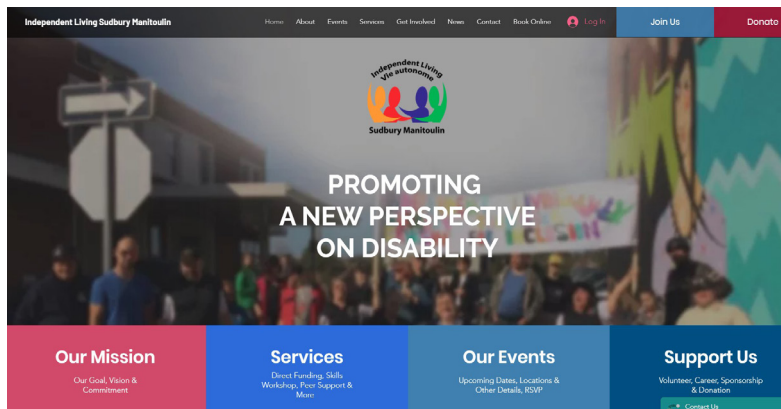 Independent Living Sudbury Manitoulin
Home About Events Services Get Involved News Contact Book Online Log In Join Us Donate
Independent Living
Vie autonome
Sudbury Manitoulin
PROMOTING
A NEW PERSPECTIVE
ON DISABILITY
Our Mission
Our Goal, Vision &
Commitment
Services
Direct Funding, Skills
Workshop, Peer Support &
More
Our Events
Upcoming Dates, Locations &
Other Details, RSVP
Support Us
Volunteer, Career, Sponsorship
& Donation
Contact Us